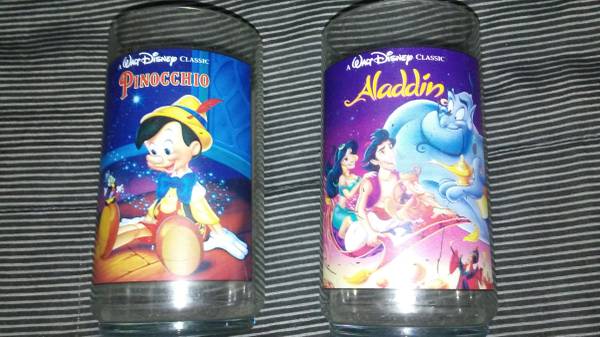 A Walt Disney Classic
Pinocchio
A Walt Disney Classic
Aladdin